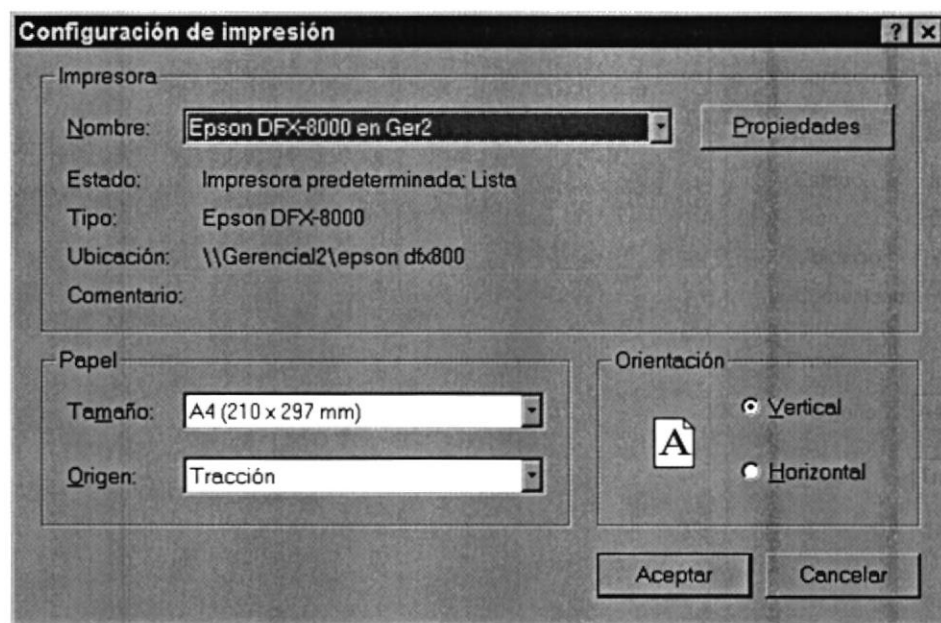 Configuración de impresión
Impresora
Nombre: Epson DFX-8000 en Ger2 Propiedades
Estado: Impresora predeterminada; Lista
Tipo: Epson DFX-8000
Ubicación: \\Gerencial2\epson dfx800
Comentario:
Papel
Tamaño: A4 (210 x 297 mm)
Origen: Tracción
Orientación
A
Vertical
Horizontal
Aceptar Cancelar